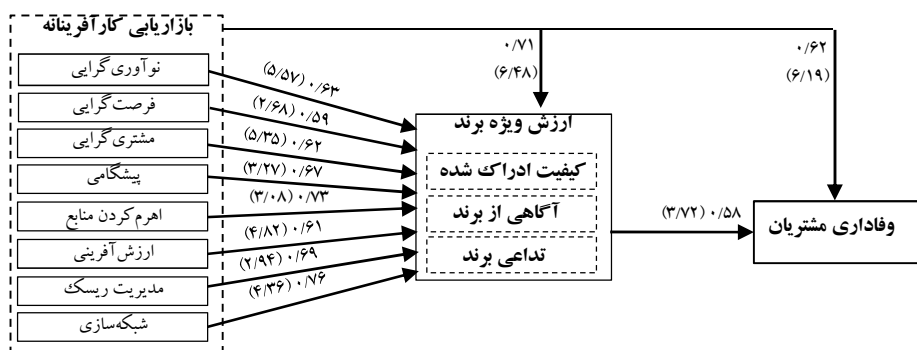 بازاریابی کارآفرینانه
نوآوری‌گرایی
فرصت‌گرایی
مشتری‌گرایی
پیشگامی
اهرم‌کردن منابع
ارزش‌آفرینی
مدیریت ریسک
شبکه‌سازی
۰/۶۳ (۵/۵۷)
۰/۵۹ (۲/۶۸)
۰/۶۲ (۵/۳۵)
۰/۶۷ (۳/۲۷)
۰/۷۳ (۳/۰۸)
۰/۶۱ (۴/۸۲)
۰/۶۹ (۲/۹۴)
۰/۷۶ (۴/۳۶)
۰/۷۱
(۶/۴۸)
ارزش ویژه برند
کیفیت ادراک شده
آگاهی از برند
تداعی برند
۰/۶۲
(۶/۱۹)
۰/۵۸ (۳/۷۲)
وفاداری مشتریان